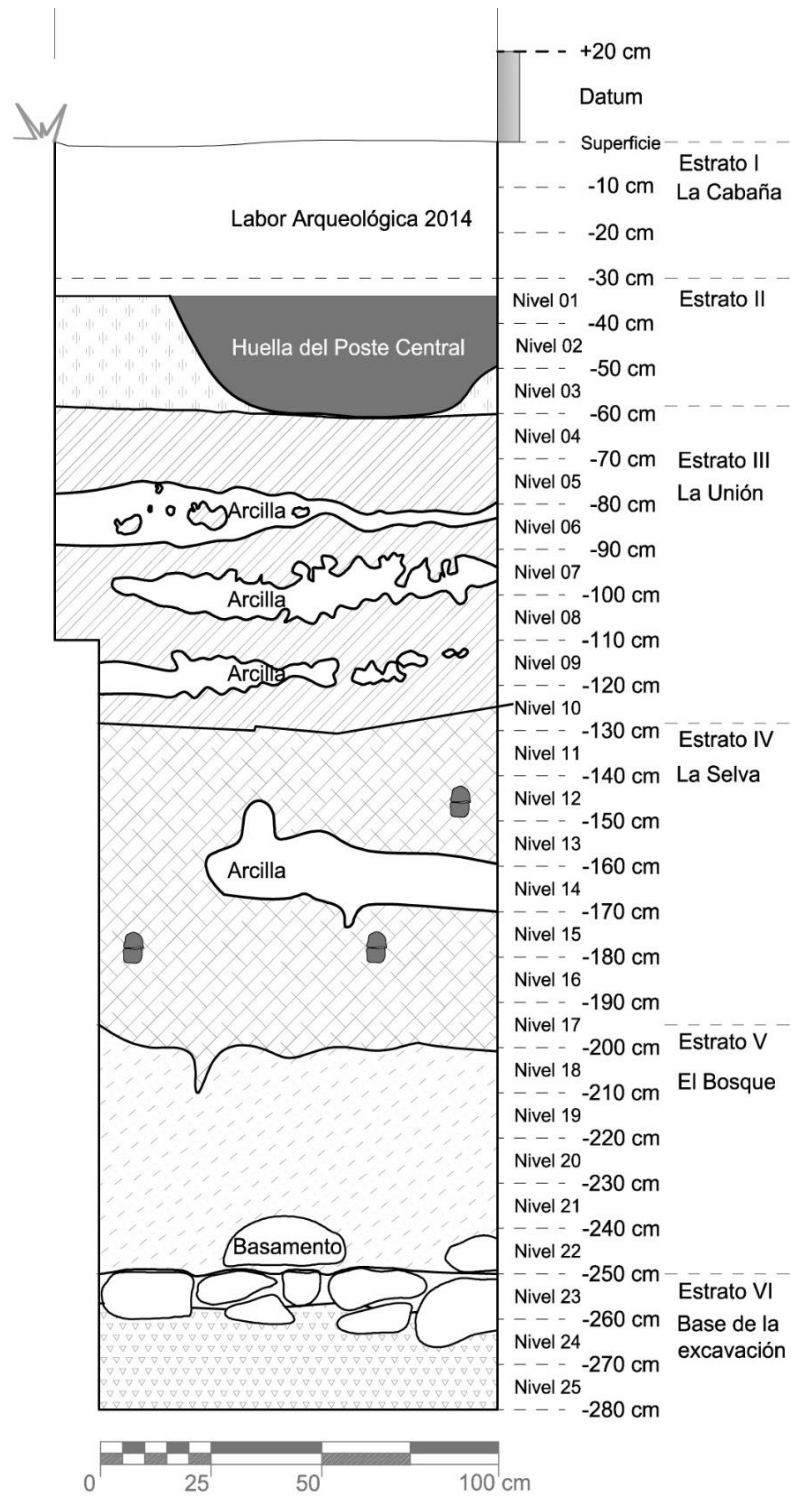 +20 cm
Datum
Superficie
Estrato I
-10 cm
La Cabaña
Labor Arqueológica 2014
-20 cm
-30 cm
Nivel 01
Estrato II
-40 cm
Huella del Poste Central
Nivel 02
-50 cm
Nivel 03
-60 cm
Nivel 04
-70 cm
Estrato III
Nivel 05
La Unión
-80 cm
Arcilla
Nivel 06
-90 cm
Nivel 07
-100 cm
Arcilla
Nivel 08
-110 cm
Nivel 09
Arcilla
-120 cm
Nivel 10
-130 cm
Estrato IV
Nivel 11
-140 cm
La Selva
Nivel 12
-150 cm
Nivel 13
-160 cm
Arcilla
Nivel 14
-170 cm
Nivel 15
-180 cm
Nivel 16
-190 cm
Nivel 17
-200 cm
Estrato V
Nivel 18
El Bosque
-210 cm
Nivel 19
-220 cm
Nivel 20
-230 cm
Nivel 21
-240 cm
Basamento
Nivel 22
-250 cm
Nivel 23
Estrato VI
-260 cm
Base de la
excavación
Nivel 24
-270 cm
Nivel 25
-280 cm
0 25 50 100 cm